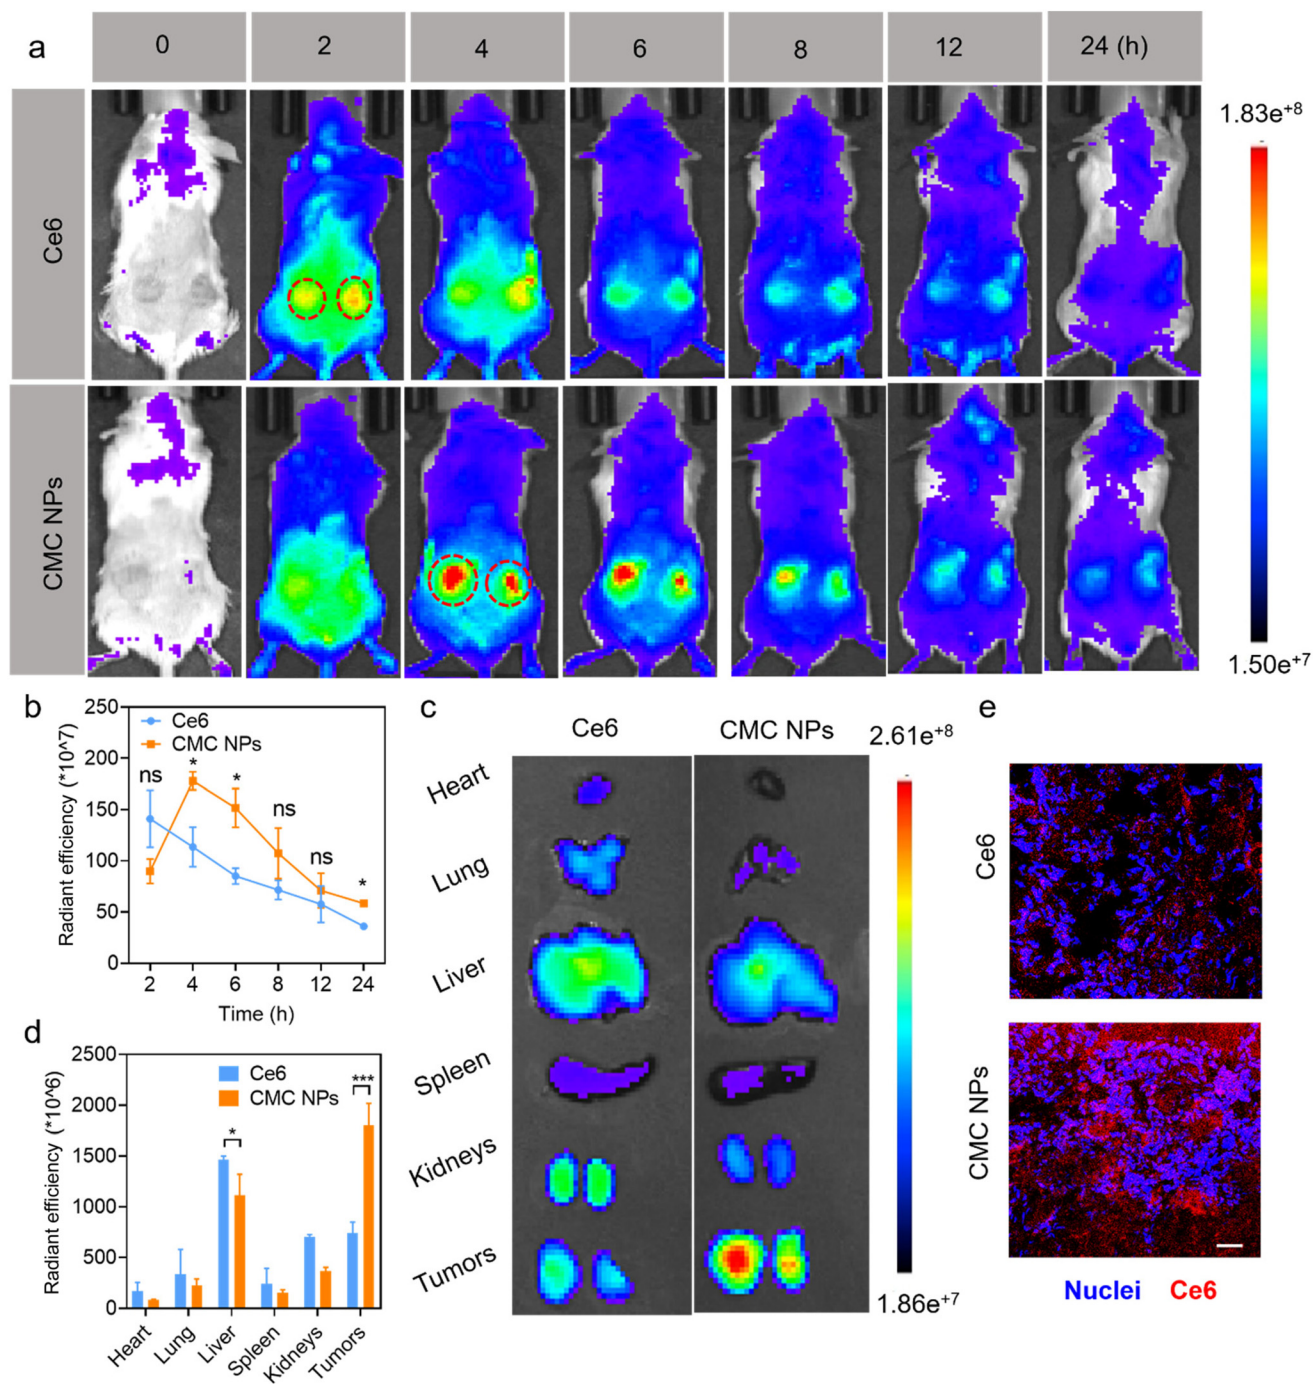 a
0 2 4 6 8 12 24 (h)
Ce6
CMC NPs
1.83e+8
1.50e+7
b
Radiant efficiency (*10^7)
250
200
150
100
50
0
Ce6
CMC NPs
ns * * ns ns *
2 4 6 8 12 24
Time (h)
c
Ce6 CMC NPs
Heart
Lung
Liver
Spleen
Kidneys
Tumors
2.61e+8
1.86e+7
d
Radiant efficiency (*10^6)
2500
2000
1500
1000
500
0
Ce6
CMC NPs
* ***
Heart Lung Liver Spleen Kidneys Tumors
e
Ce6
CMC NPs
Nuclei Ce6